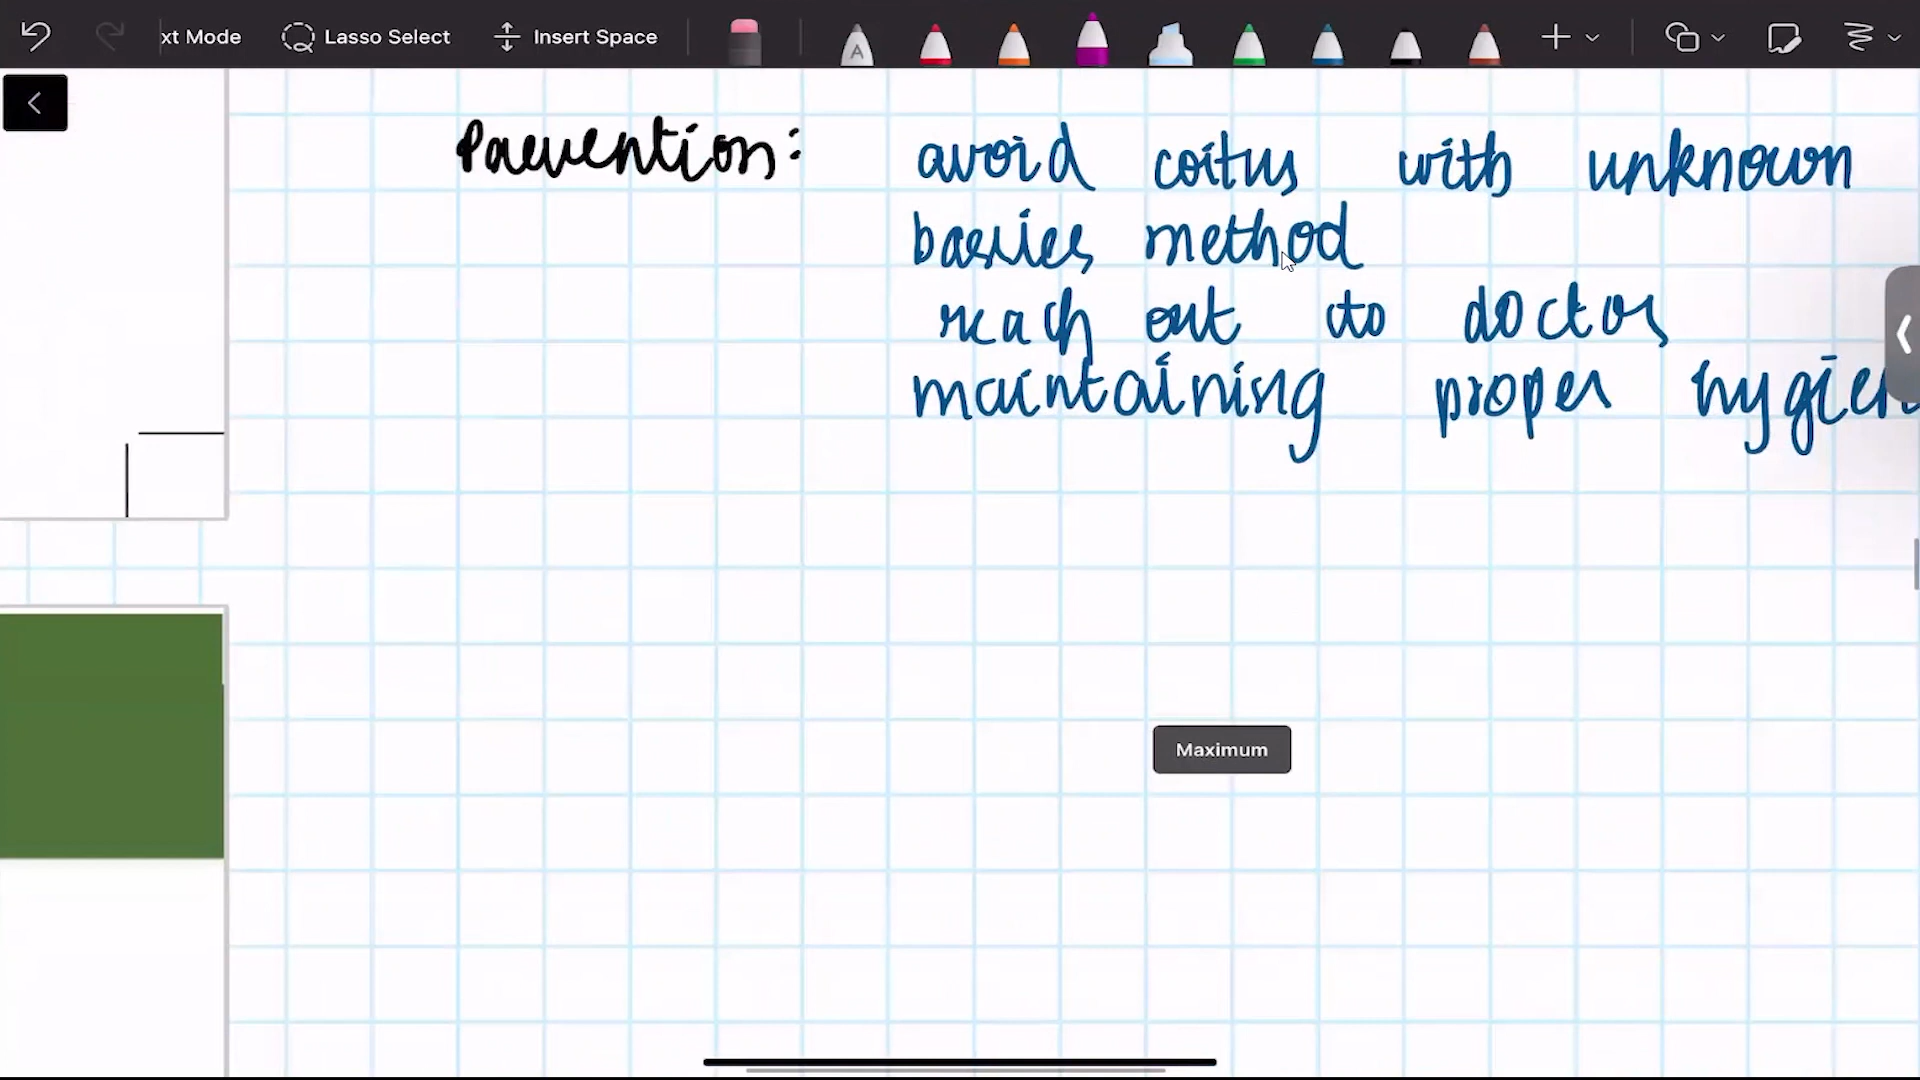 xt Mode Lasso Select Insert Space
Prevention: avoid coitus with unknown
barrier method
reach out to doctor
maintaining proper hygien
Maximum